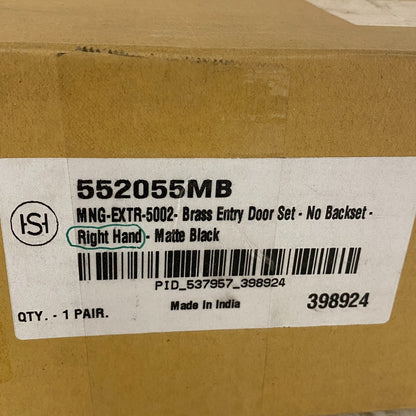 552055MB
MNG-EXTR-5002- Brass Entry Door Set - No Backset -
HSH
Right Hand - Matte Black
PID_537957_398924
Made in India
QTY. - 1 PAIR.
398924